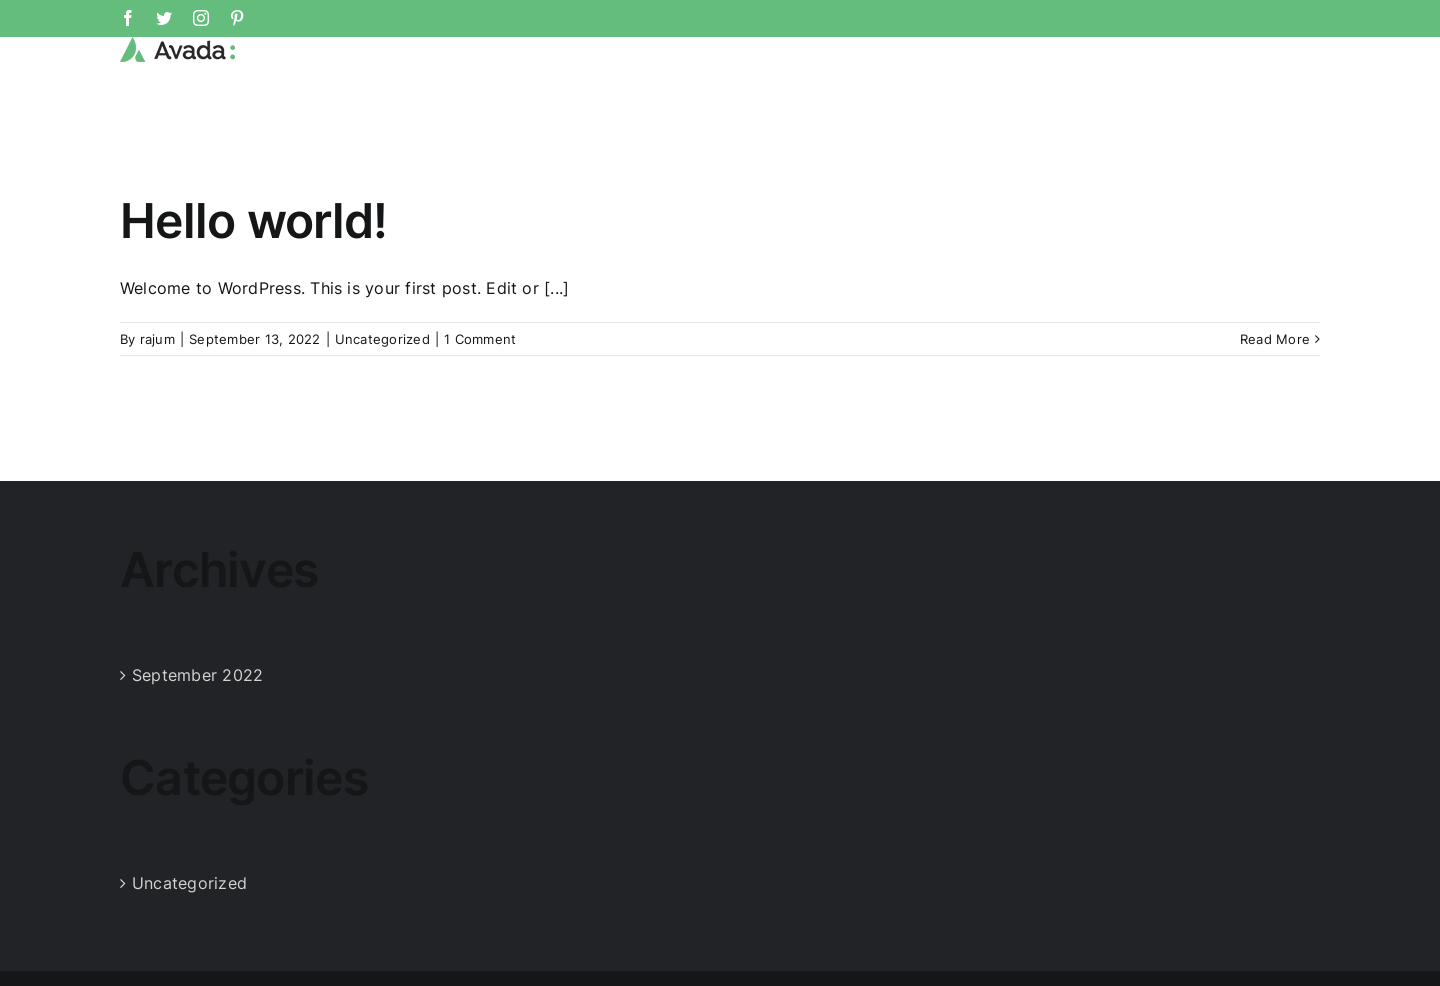 Avada:
Hello world!
Welcome to WordPress. This is your first post. Edit or [...]
By rajum | September 13, 2022 | Uncategorized | 1 Comment
Read More
Archives
September 2022
Categories
Uncategorized